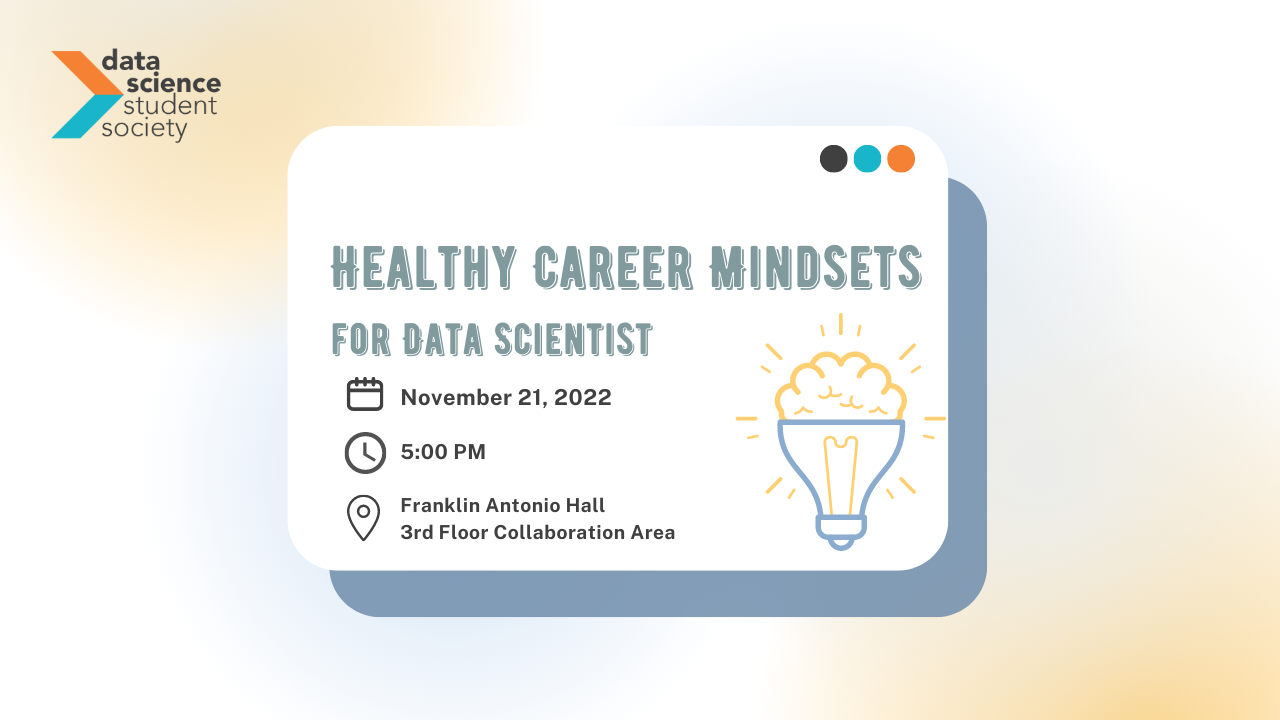 data
science
student
society
HEALTHY CAREER MINDSETS
FOR DATA SCIENTIST
November 21, 2022
5:00 PM
Franklin Antonio Hall
3rd Floor Collaboration Area